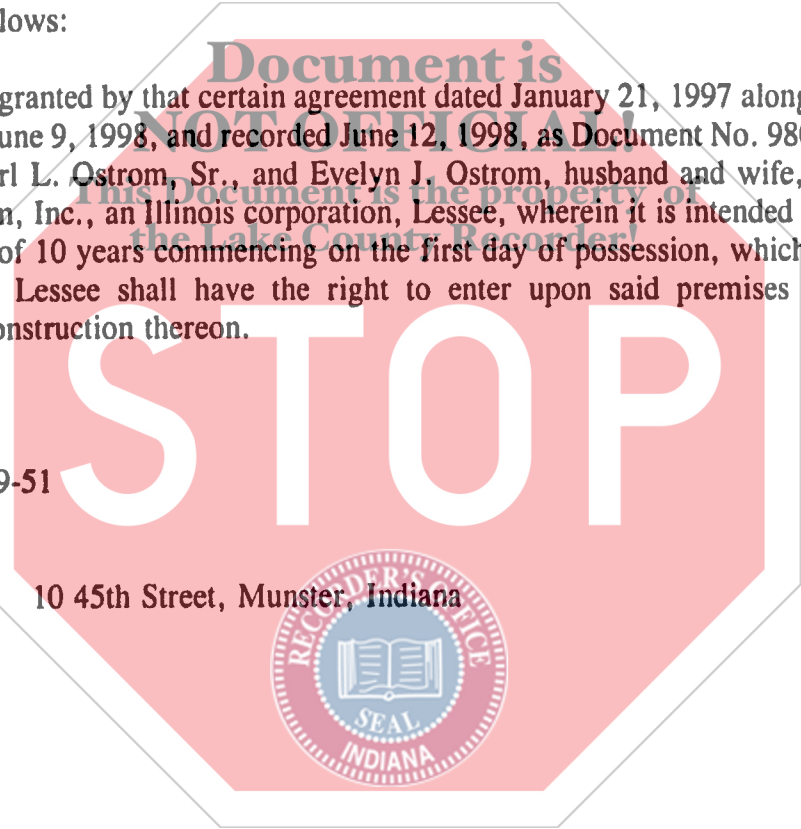 lows:
Document is
granted by that certain agreement dated January 21, 1997 along
NOT OFFICIAL!
une 9, 1998, and recorded June 12, 1998, as Document No. 980
rl L. Ostrom, Sr., and Evelyn J. Ostrom, husband and wife,
This Document is the property of
n, Inc., an Illinois corporation, Lessee, wherein it is intended
the Lake County Recorder!
of 10 years commencing on the first day of possession, which
Lessee shall have the right to enter upon said premises
onstruction thereon.
STOP
9-51
10 45th Street, Munster, Indiana
RECORDER'S OFFICE
SEAL
INDIANA